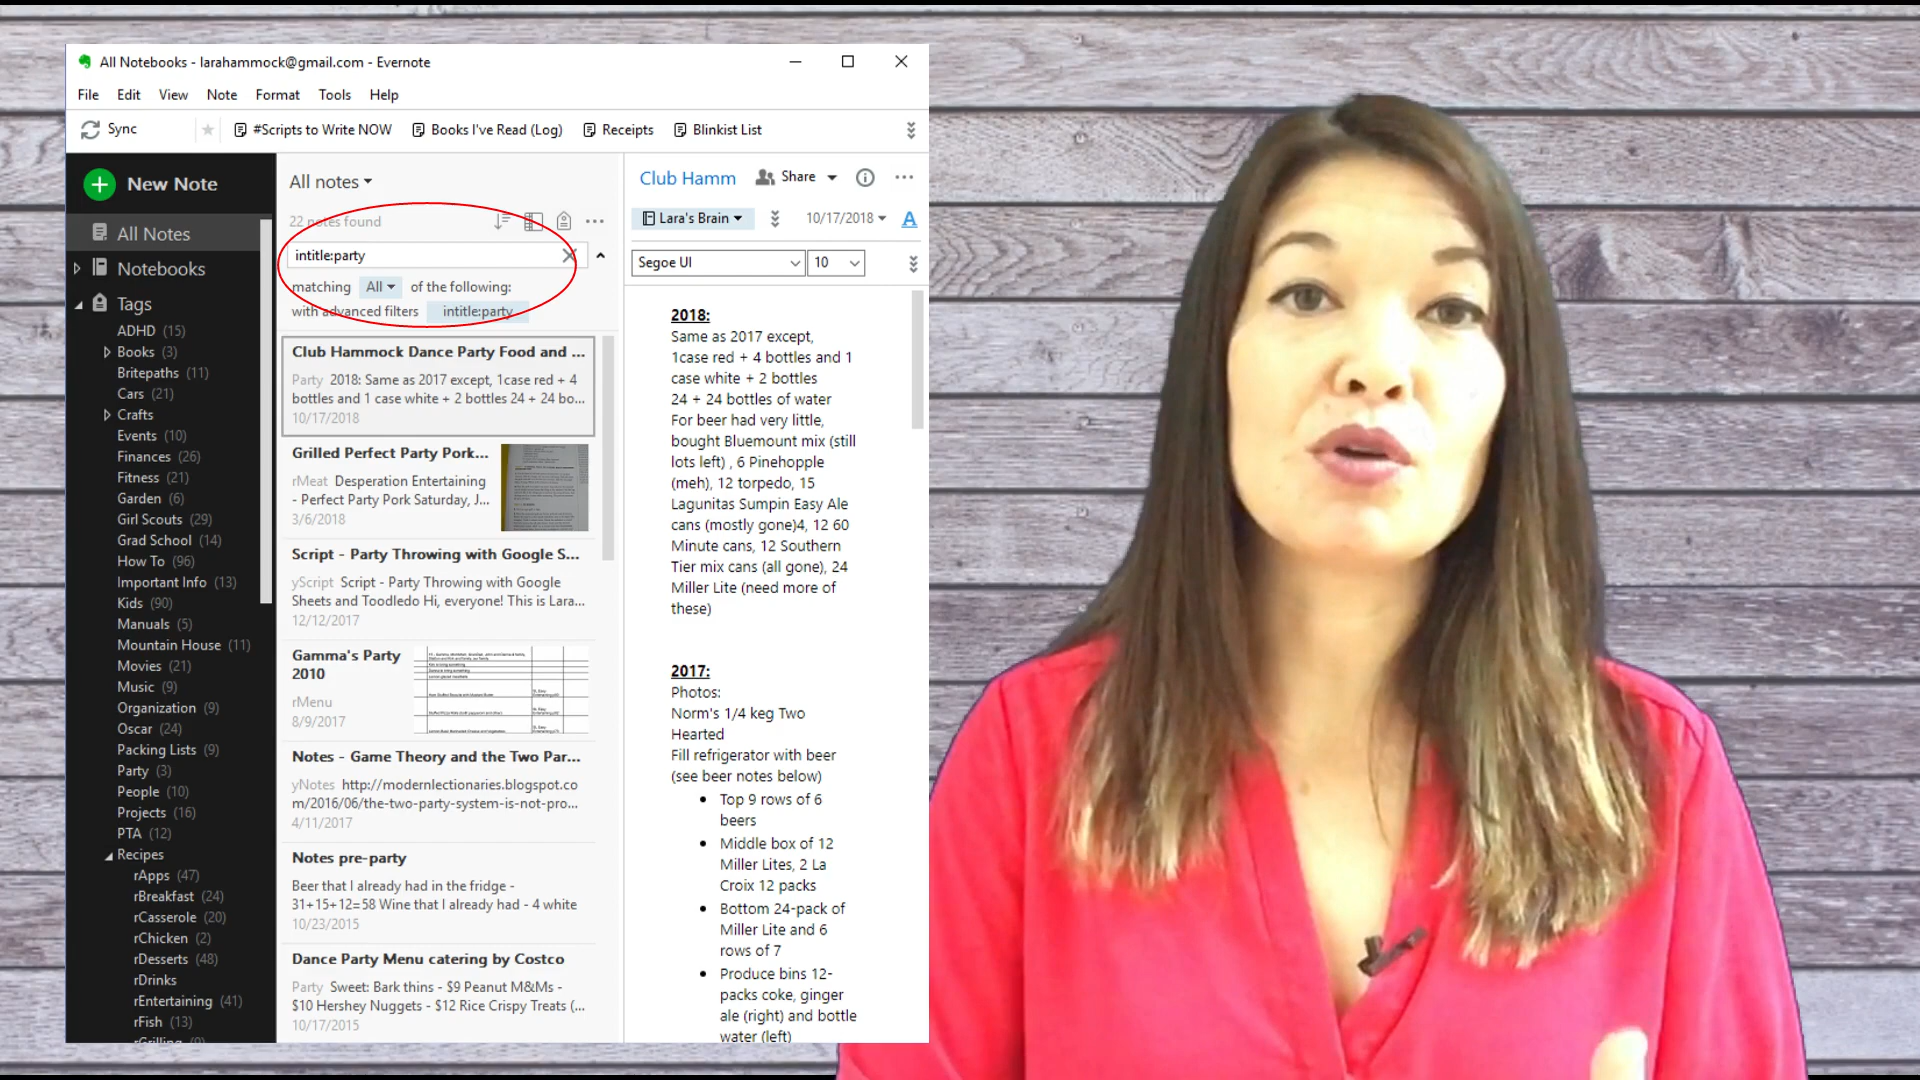 All Notebooks - larahammock@gmail.com - Evernote
File Edit View Note Format Tools Help
Sync #Scripts to Write NOW Books I've Read (Log) Receipts Blinkist List
New Note
All Notes
Notebooks
Tags
ADHD (15)
Books (3)
Britepaths (11)
Cars (21)
Crafts
Events (10)
Finances (26)
Fitness (21)
Garden (6)
Girl Scouts (29)
Grad School (14)
How To (96)
Important Info (13)
Kids (90)
Manuals (5)
Mountain House (11)
Movies (21)
Music (9)
Organization (9)
Oscar (24)
Packing Lists (9)
Party (3)
People (10)
Projects (16)
PTA (12)
Recipes
rApps (47)
rBreakfast (24)
rCasserole (20)
rChicken (2)
rDesserts (48)
rDrinks
rEntertaining (41)
rFish (13)
All notes
22 notes found
intitle:party
matching All of the following:
with advanced filters intitle:party
Club Hammock Dance Party Food and ...
Party 2018: Same as 2017 except, 1case red + 4
bottles and 1 case white + 2 bottles 24 + 24 bo...
10/17/2018
Grilled Perfect Party Pork...
rMeat Desperation Entertaining
- Perfect Party Pork Saturday, J...
3/6/2018
Script - Party Throwing with Google S...
yScript Script - Party Throwing with Google
Sheets and Toodledo Hi, everyone! This is Lara...
12/12/2017
Gamma's Party
2010
rMenu
8/9/2017
Notes - Game Theory and the Two Par...
yNotes http://modernlectionaries.blogspot.co
m/2016/06/the-two-party-system-is-not-pro...
4/11/2017
Notes pre-party
Beer that I already had in the fridge -
31+15+12=58 Wine that I already had - 4 white
10/23/2015
Dance Party Menu catering by Costco
Party Sweet: Bark thins - $9 Peanut M&Ms -
$10 Hershey Nuggets - $12 Rice Crispy Treats (...
10/17/2015
Club Hamm Share
Lara's Brain 10/17/2018 A
Segoe UI 10
2018:
Same as 2017 except,
1case red + 4 bottles and 1
case white + 2 bottles
24 + 24 bottles of water
For beer had very little,
bought Bluemount mix (still
lots left) , 6 Pinehopple
(meh), 12 torpedo, 15
Lagunitas Sumpin Easy Ale
cans (mostly gone)4, 12 60
Minute cans, 12 Southern
Tier mix cans (all gone), 24
Miller Lite (need more of
these)
2017:
Photos:
Norm's 1/4 keg Two
Hearted
Fill refrigerator with beer
(see beer notes below)
• Top 9 rows of 6
beers
• Middle box of 12
Miller Lites, 2 La
Croix 12 packs
• Bottom 24-pack of
Miller Lite and 6
rows of 7
• Produce bins 12-
packs coke, ginger
ale (right) and bottle
water (left)